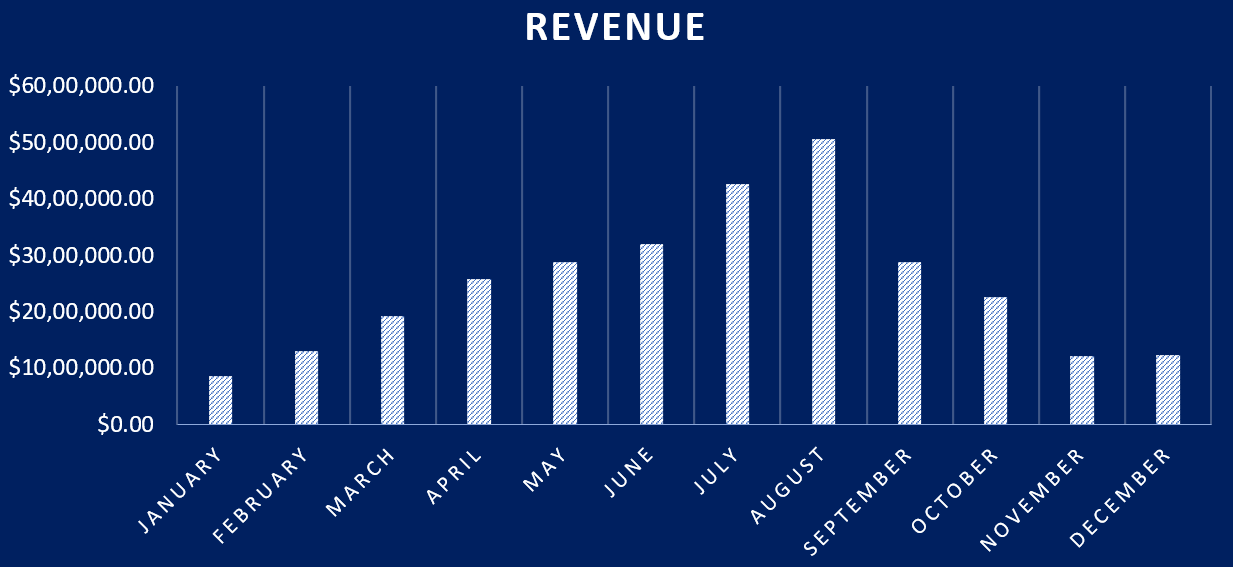 REVENUE
$60,00,000.00
$50,00,000.00
$40,00,000.00
$30,00,000.00
$20,00,000.00
$10,00,000.00
$0.00
JANUARY
FEBRUARY
MARCH
APRIL
MAY
JUNE
JULY
AUGUST
SEPTEMBER
OCTOBER
NOVEMBER
DECEMBER